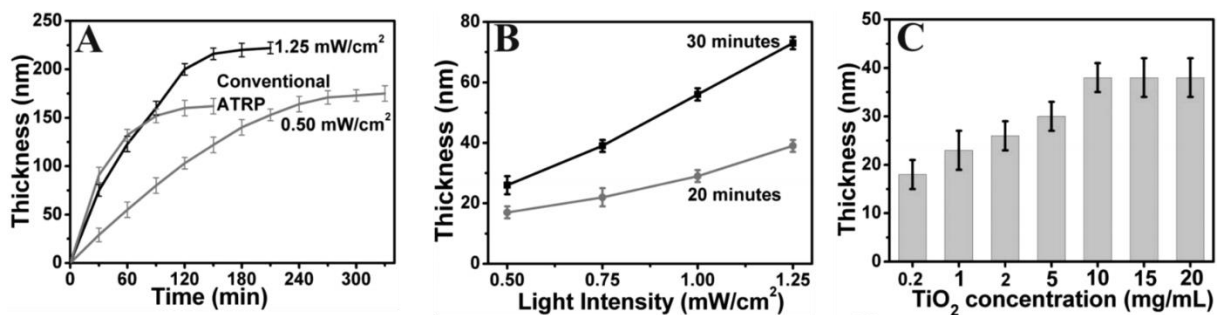 A
Thickness (nm)
250
200
150
100
50
0
1.25 mW/cm²
Conventional
ATRP
0.50 mW/cm²
0 60 120 180 240 300
Time (min)
B
Thickness (nm)
80
60
40
20
0
30 minutes
20 minutes
0.50 0.75 1.00 1.25
Light Intensity (mW/cm²)
C
Thickness (nm)
50
40
30
20
10
0
0.2 1 2 5 10 15 20
TiO₂ concentration (mg/mL)